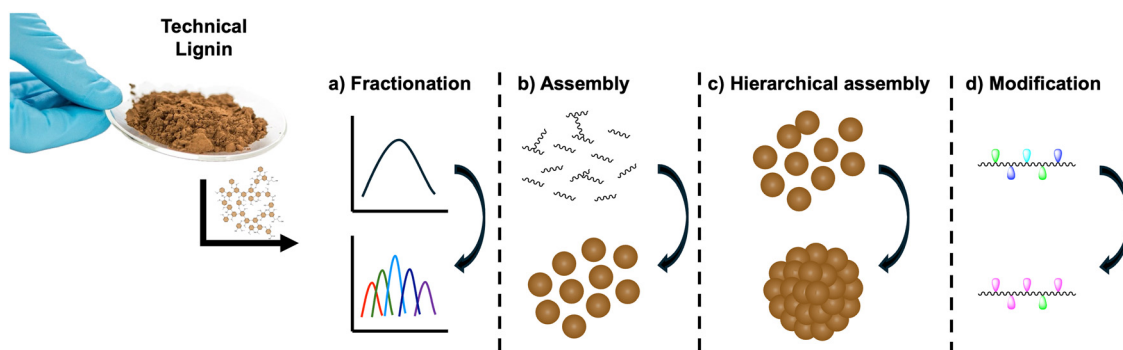 Technical
Lignin
a) Fractionation
b) Assembly
c) Hierarchical assembly
d) Modification